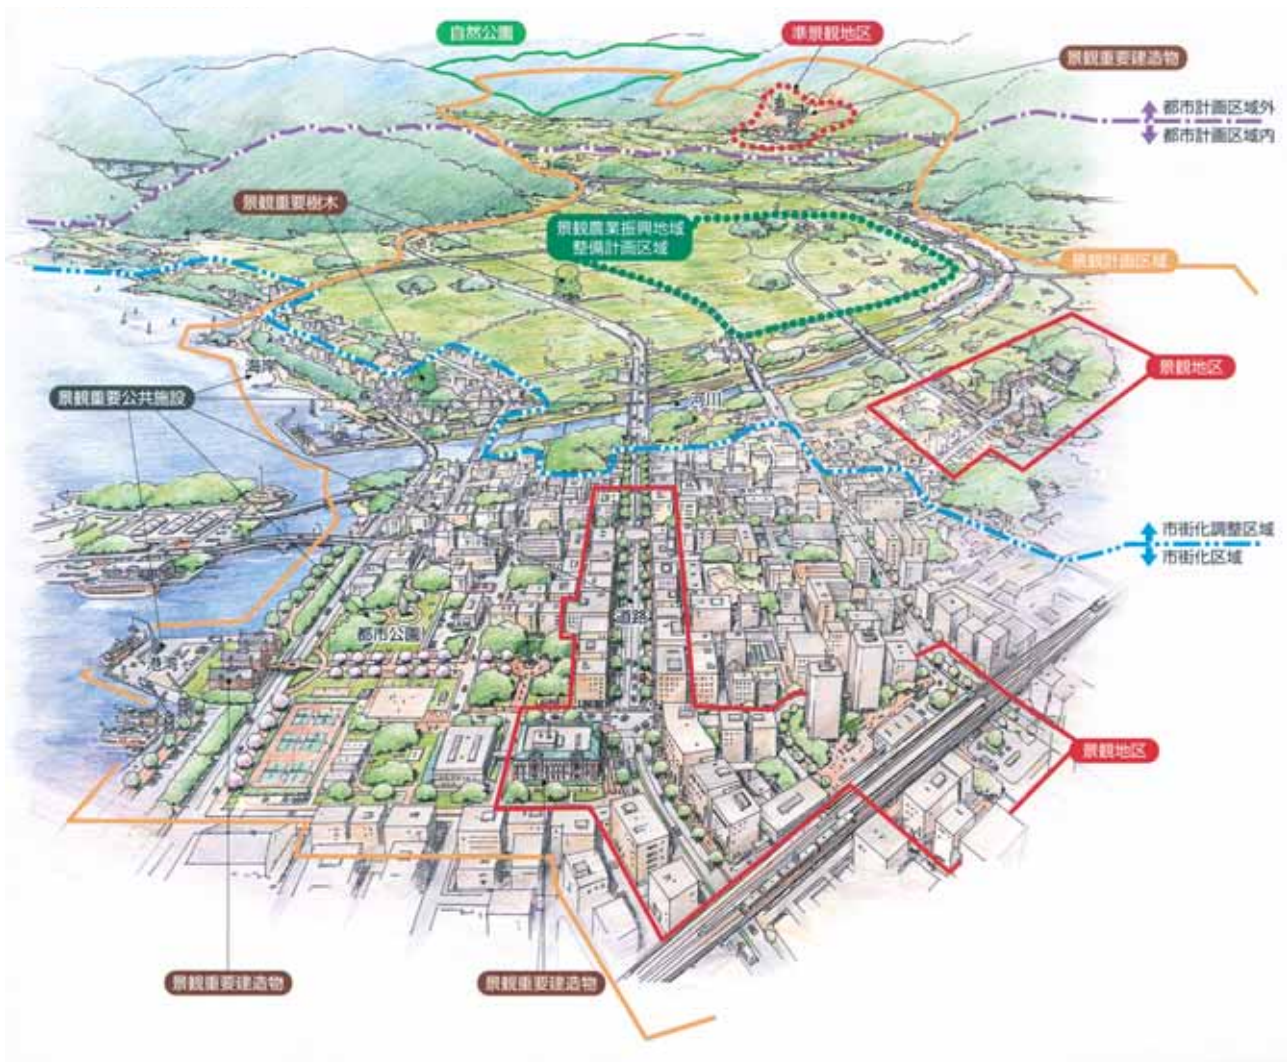 自然公園
準景観地区
景観重要建造物
都市計画区域外
都市計画区域内
景観重要樹木
景観農業振興地域
整備計画区域
景観計画区域
景観地区
景観重要公共施設
河川
市街化調整区域
市街化区域
道路
都市公園
港湾
景観地区
景観重要建造物
景観重要建造物